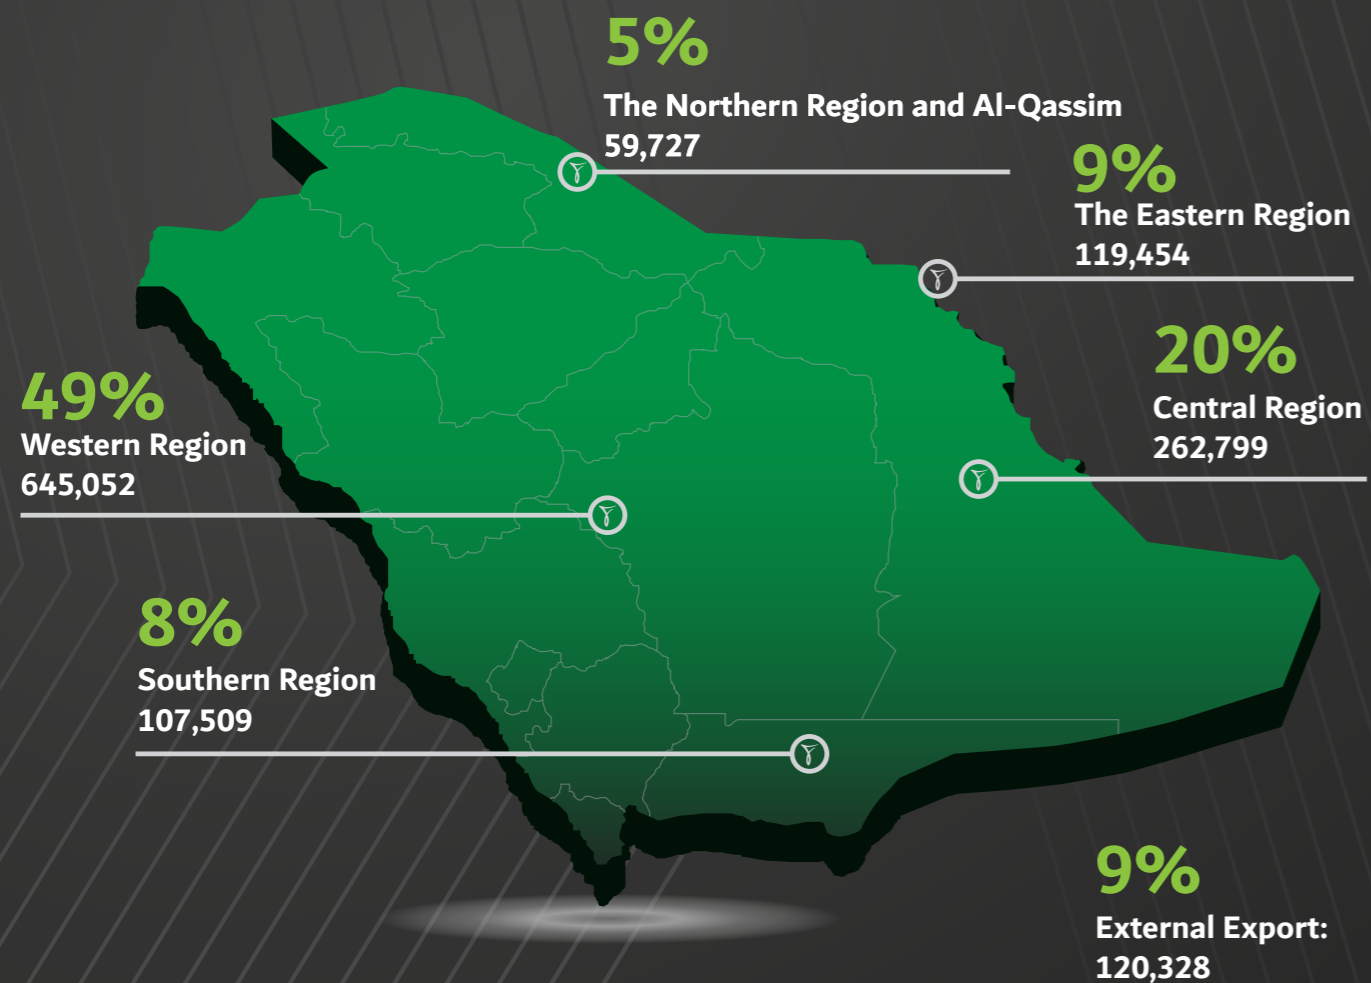 5%
The Northern Region and Al-Qassim
59,727
9%
The Eastern Region
119,454
20%
Central Region
262,799
49%
Western Region
645,052
8%
Southern Region
107,509
9%
External Export:
120,328